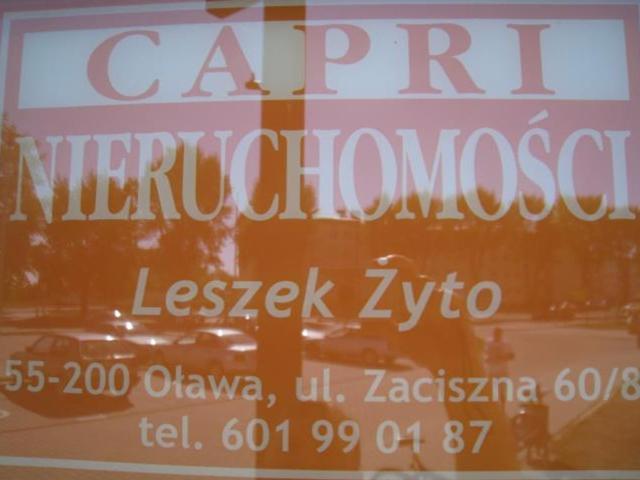 CAPRI
NIERUCHOMOŚCI
Leszek Żyto
55-200 Oława, ul. Zaciszna 60/8
tel. 601 99 01 87